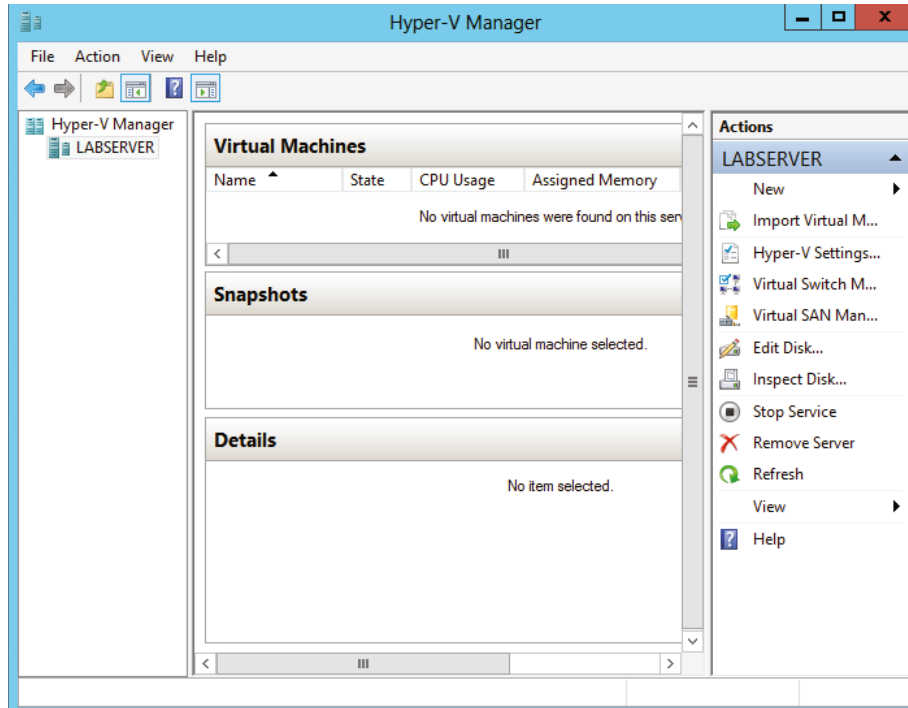 Hyper-V Manager
File Action View Help
Hyper-V Manager
LABSERVER
Virtual Machines
Name State CPU Usage Assigned Memory
No virtual machines were found on this serv
Snapshots
No virtual machine selected.
Details
No item selected.
Actions
LABSERVER
New
Import Virtual M...
Hyper-V Settings...
Virtual Switch M...
Virtual SAN Man...
Edit Disk...
Inspect Disk...
Stop Service
Remove Server
Refresh
View
Help